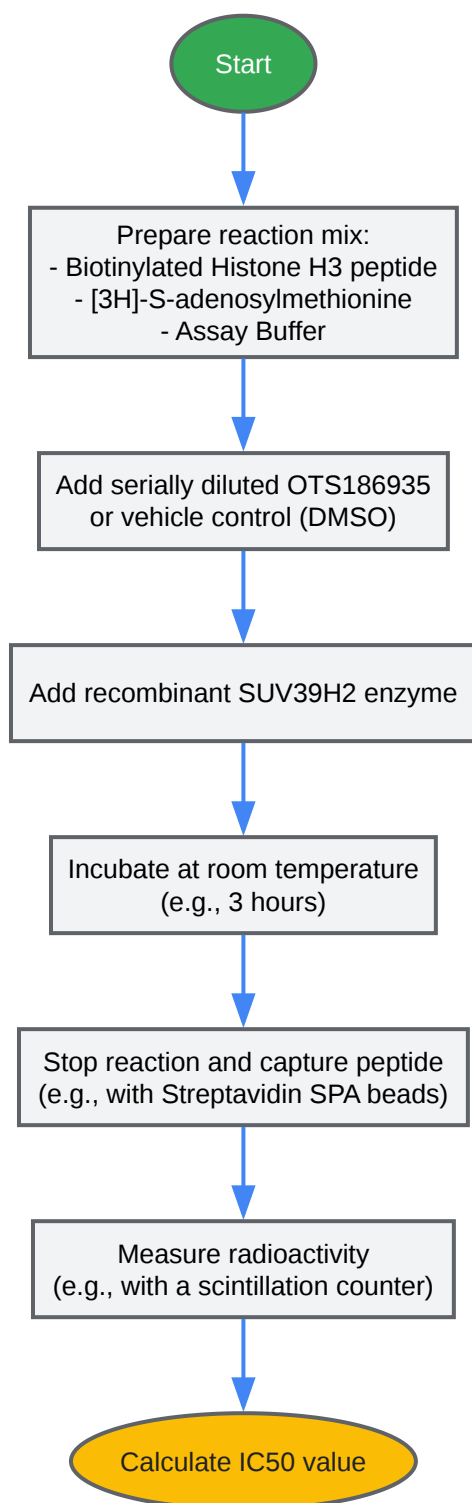 Start
Prepare reaction mix:
- Biotinylated Histone H3 peptide
- [3H]-S-adenosylmethionine
- Assay Buffer
Add serially diluted OTS186935
or vehicle control (DMSO)
Add recombinant SUV39H2 enzyme
Incubate at room temperature
(e.g., 3 hours)
Stop reaction and capture peptide
(e.g., with Streptavidin SPA beads)
Measure radioactivity
(e.g., with a scintillation counter)
Calculate IC50 value